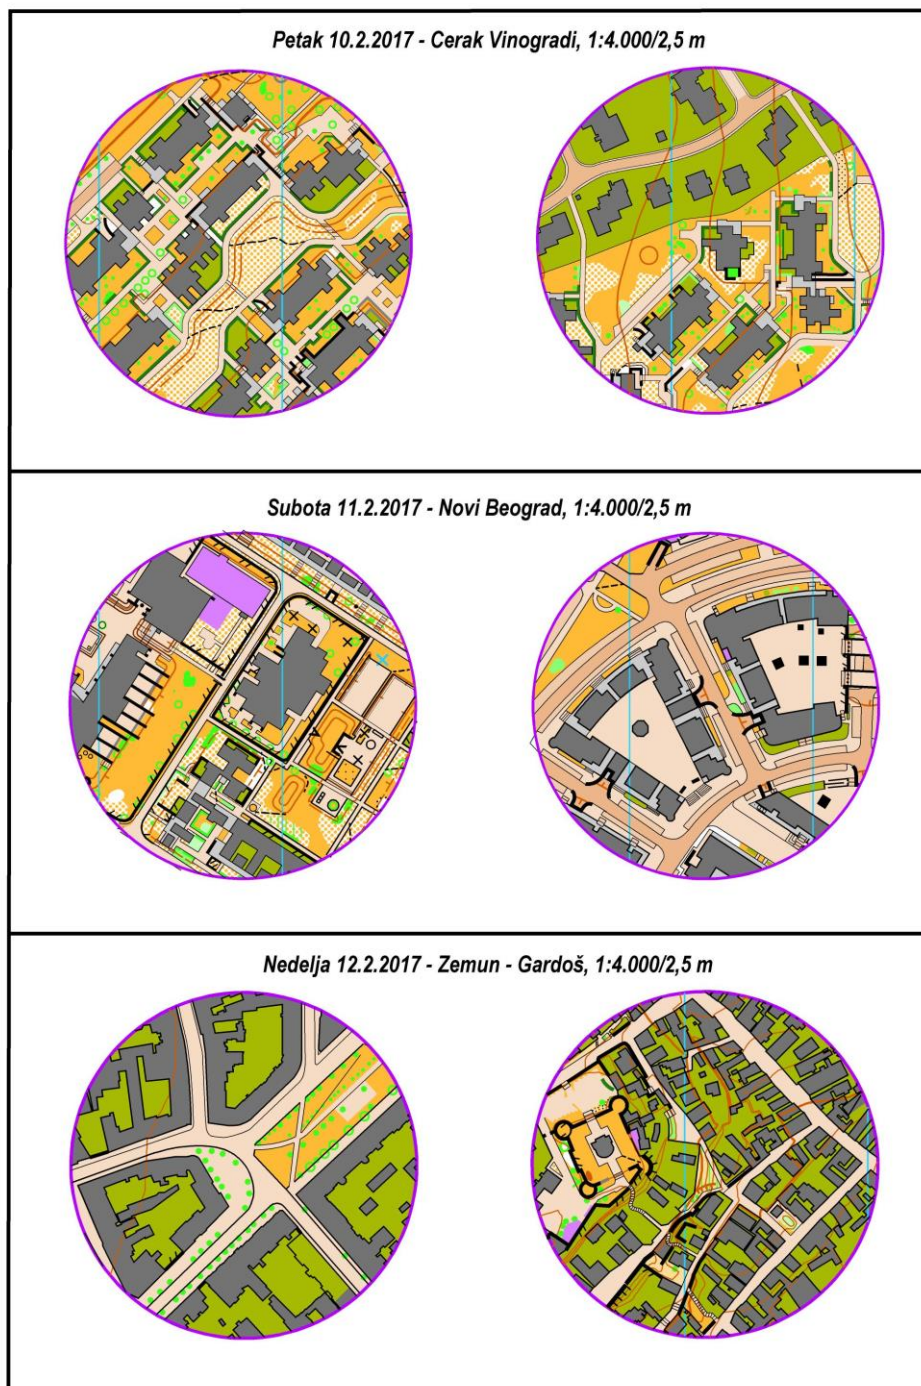 Petak 10.2.2017 - Cerak Vinogradi, 1:4.000/2,5 m
Subota 11.2.2017 - Novi Beograd, 1:4.000/2,5 m
Nedelja 12.2.2017 - Zemun - Gardoš, 1:4.000/2,5 m